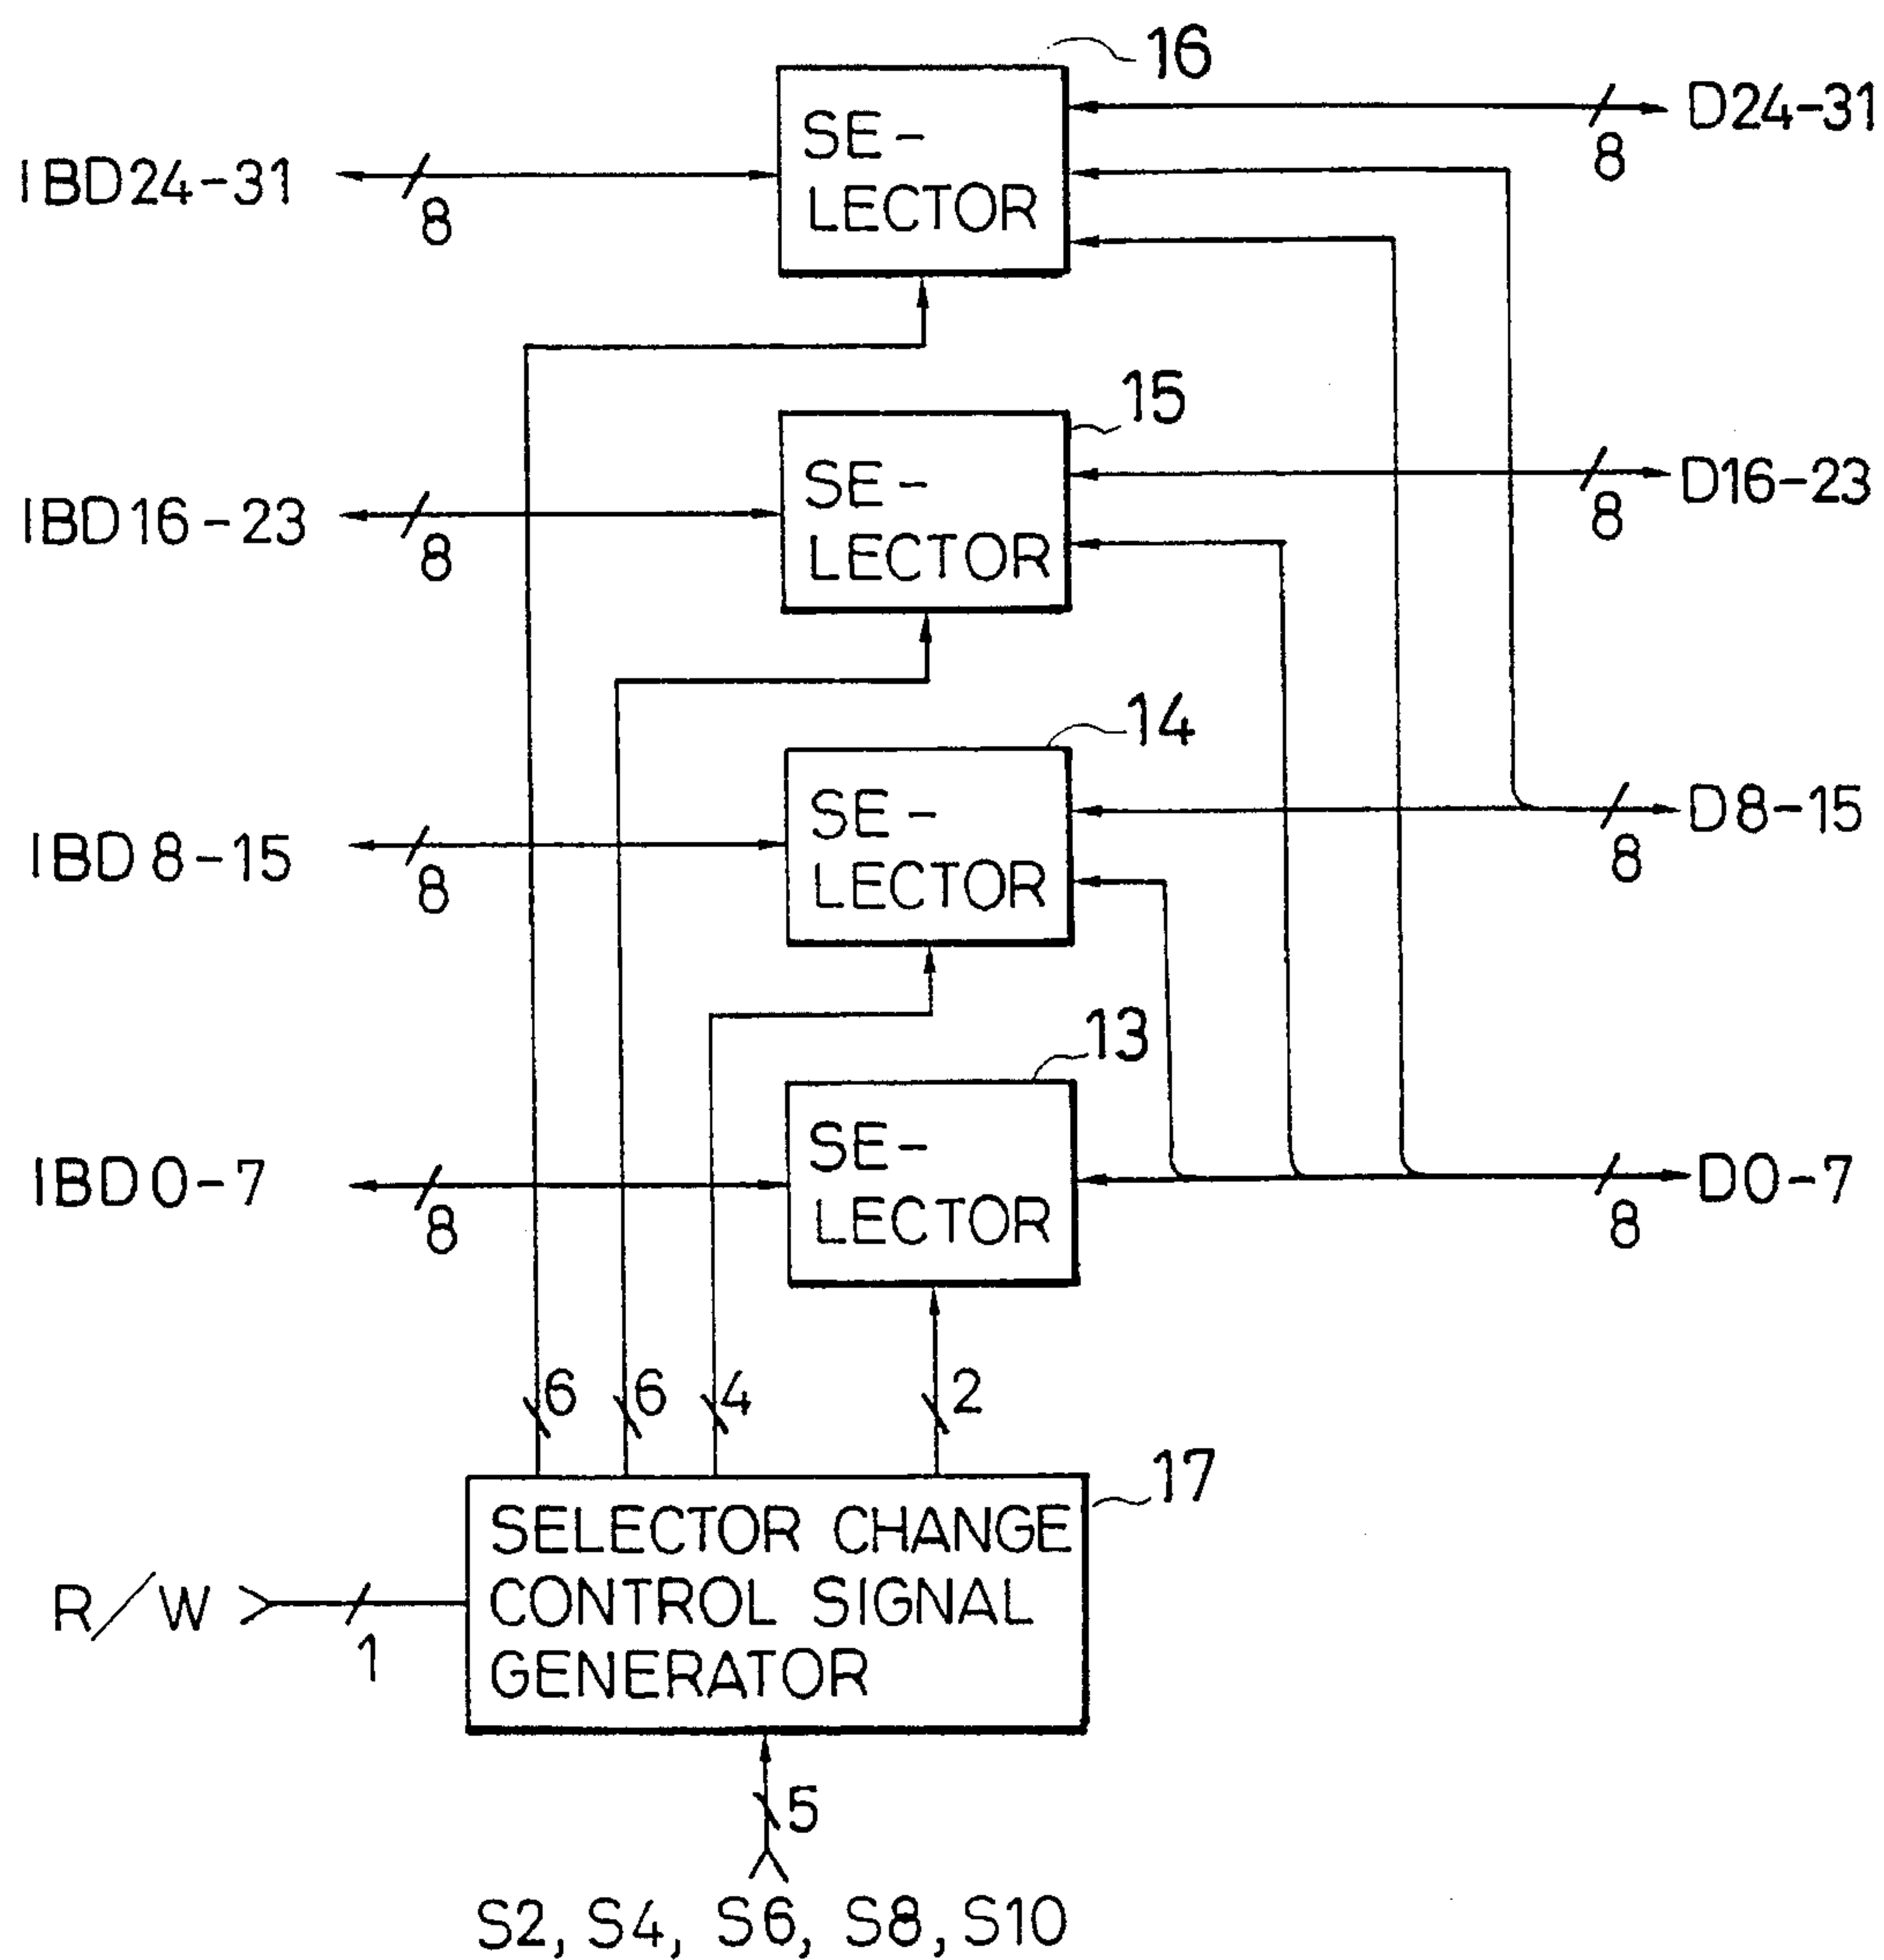 16
SE-
LECTOR
D24-31
8
IBD24-31
8
15
SE-
LECTOR
D16-23
8
IBD16-23
8
14
SE-
LECTOR
D8-15
8
IBD8-15
8
13
SE-
LECTOR
D0-7
8
IBD0-7
8
6
6
4
2
17
SELECTOR CHANGE
CONTROL SIGNAL
GENERATOR
R/W
1
5
S2, S4, S6, S8, S10